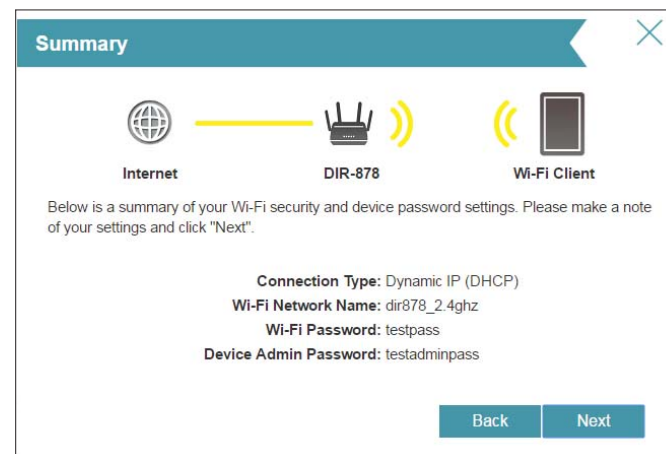 Summary
Internet
DIR-878
Wi-Fi Client
Below is a summary of your Wi-Fi security and device password settings. Please make a note
of your settings and click "Next".
Connection Type: Dynamic IP (DHCP)
Wi-Fi Network Name: dir878_2.4ghz
Wi-Fi Password: testpass
Device Admin Password: testadminpass
Back
Next